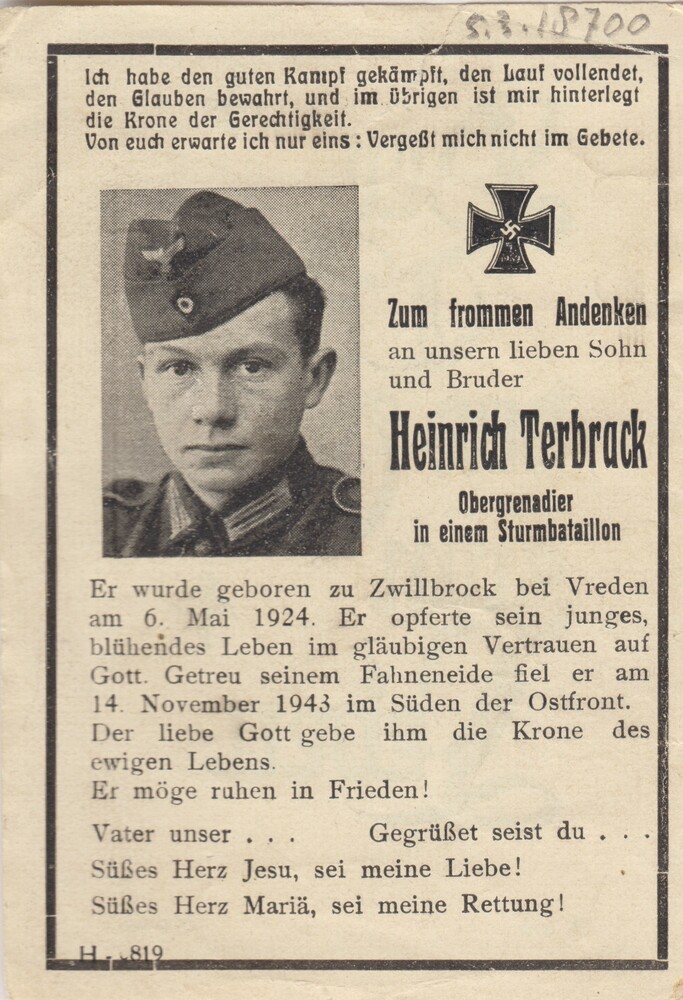 5.3./8700
Ich habe den guten Kampf gekämpft, den Lauf vollendet,
den Glauben bewahrt, und im übrigen ist mir hinterlegt
die Krone der Gerechtigkeit.
Von euch erwarte ich nur eins: Vergeßt mich nicht im Gebete.
1939
Zum frommen Andenken
an unsern lieben Sohn
und Bruder
Heinrich Terbrack
Obergrenadier
in einem Sturmbataillon
Er wurde geboren zu Zwillbrock bei Vreden
am 6. Mai 1924. Er opferte sein junges,
blühendes Leben im gläubigen Vertrauen auf
Gott. Getreu seinem Fahneneide fiel er am
14. November 1943 im Süden der Ostfront.
Der liebe Gott gebe ihm die Krone des
ewigen Lebens.
Er möge ruhen in Frieden!
Vater unser . . . Gegrüßet seist du . . .
Süßes Herz Jesu, sei meine Liebe!
Süßes Herz Mariä, sei meine Rettung!
H - 819